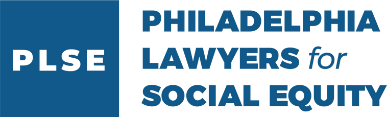 PLSE
PHILADELPHIA
LAWYERS for
SOCIAL EQUITY